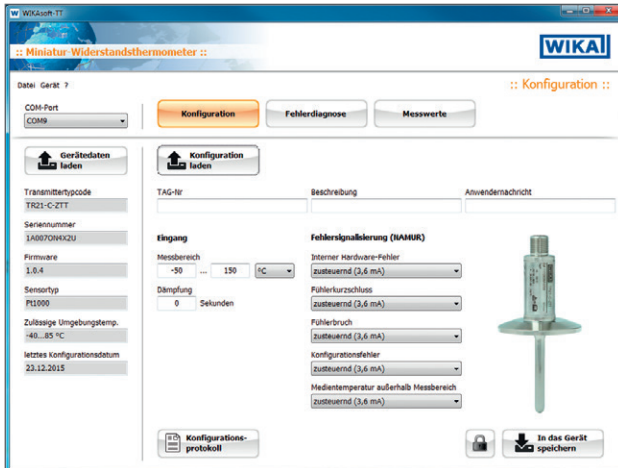 WIKAsoft-TT
:: Miniatur-Widerstandsthermometer ::
WIKAI
Datei Gerät ?
:: Konfiguration ::
COM-Port
COM9
Konfiguration
Fehlerdiagnose
Messwerte
Gerätedaten
laden
Konfiguration
laden
Transmittertypcode
TR21-C-ZTT
TAG-Nr
Beschreibung
Anwendernachricht
Seriennummer
1A007ON4X2U
Firmware
1.0.4
Sensortyp
Pt1000
Zulässige Umgebungstemp.
-40...85 ºC
letztes Konfigurationsdatum
23.12.2015
Eingang
Messbereich
-50 ... 150 ºC
Dämpfung
0 Sekunden
Fehlersignalisierung (NAMUR)
Interner Hardware-Fehler
zusteuernd (3,6 mA)
Fühlerkurzschluss
zusteuernd (3,6 mA)
Fühlerbruch
zusteuernd (3,6 mA)
Konfigurationsfehler
zusteuernd (3,6 mA)
Medientemperatur außerhalb Messbereich
zusteuernd (3,6 mA)
Konfigurations-
protokoll
In das Gerät
speichern